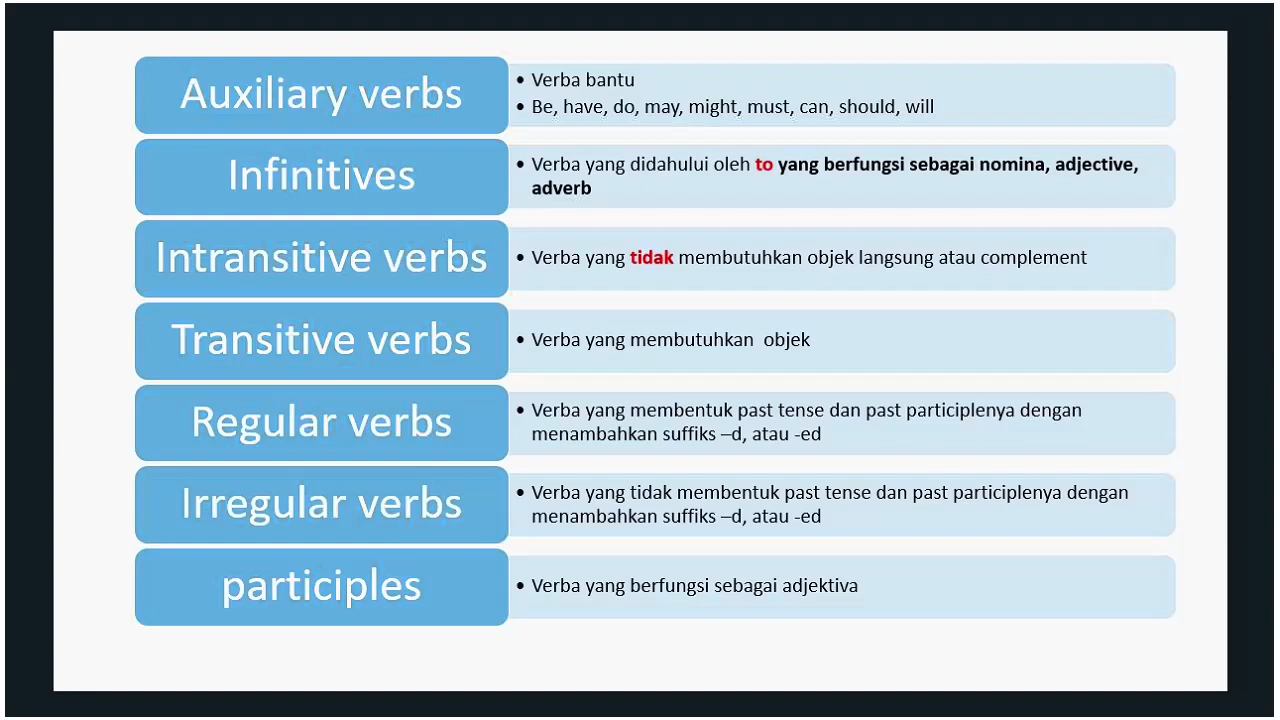 Auxiliary verbs
• Verba bantu
• Be, have, do, may, might, must, can, should, will
Infinitives
• Verba yang didahului oleh to yang berfungsi sebagai nomina, adjective,
adverb
Intransitive verbs
• Verba yang tidak membutuhkan objek langsung atau complement
Transitive verbs
• Verba yang membutuhkan  objek
Regular verbs
• Verba yang membentuk past tense dan past participlenya dengan
menambahkan suffiks –d, atau -ed
Irregular verbs
• Verba yang tidak membentuk past tense dan past participlenya dengan
menambahkan suffiks –d, atau -ed
participles
• Verba yang berfungsi sebagai adjektiva